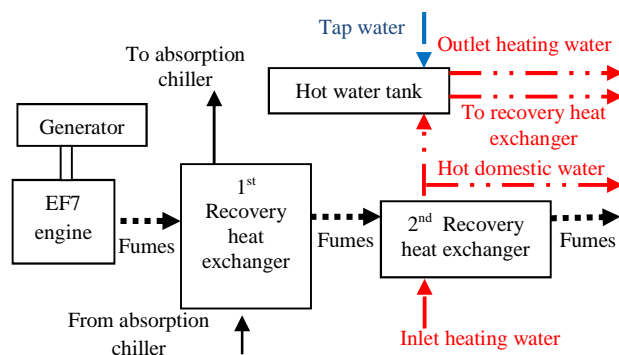 Tap water
Outlet heating water
To absorption
chiller
Hot water tank
To recovery heat
exchanger
Generator
Hot domestic water
EF7
engine
Fumes
1st
Recovery
heat
exchanger
Fumes
2nd Recovery
heat exchanger
Fumes
From absorption
chiller
Inlet heating water